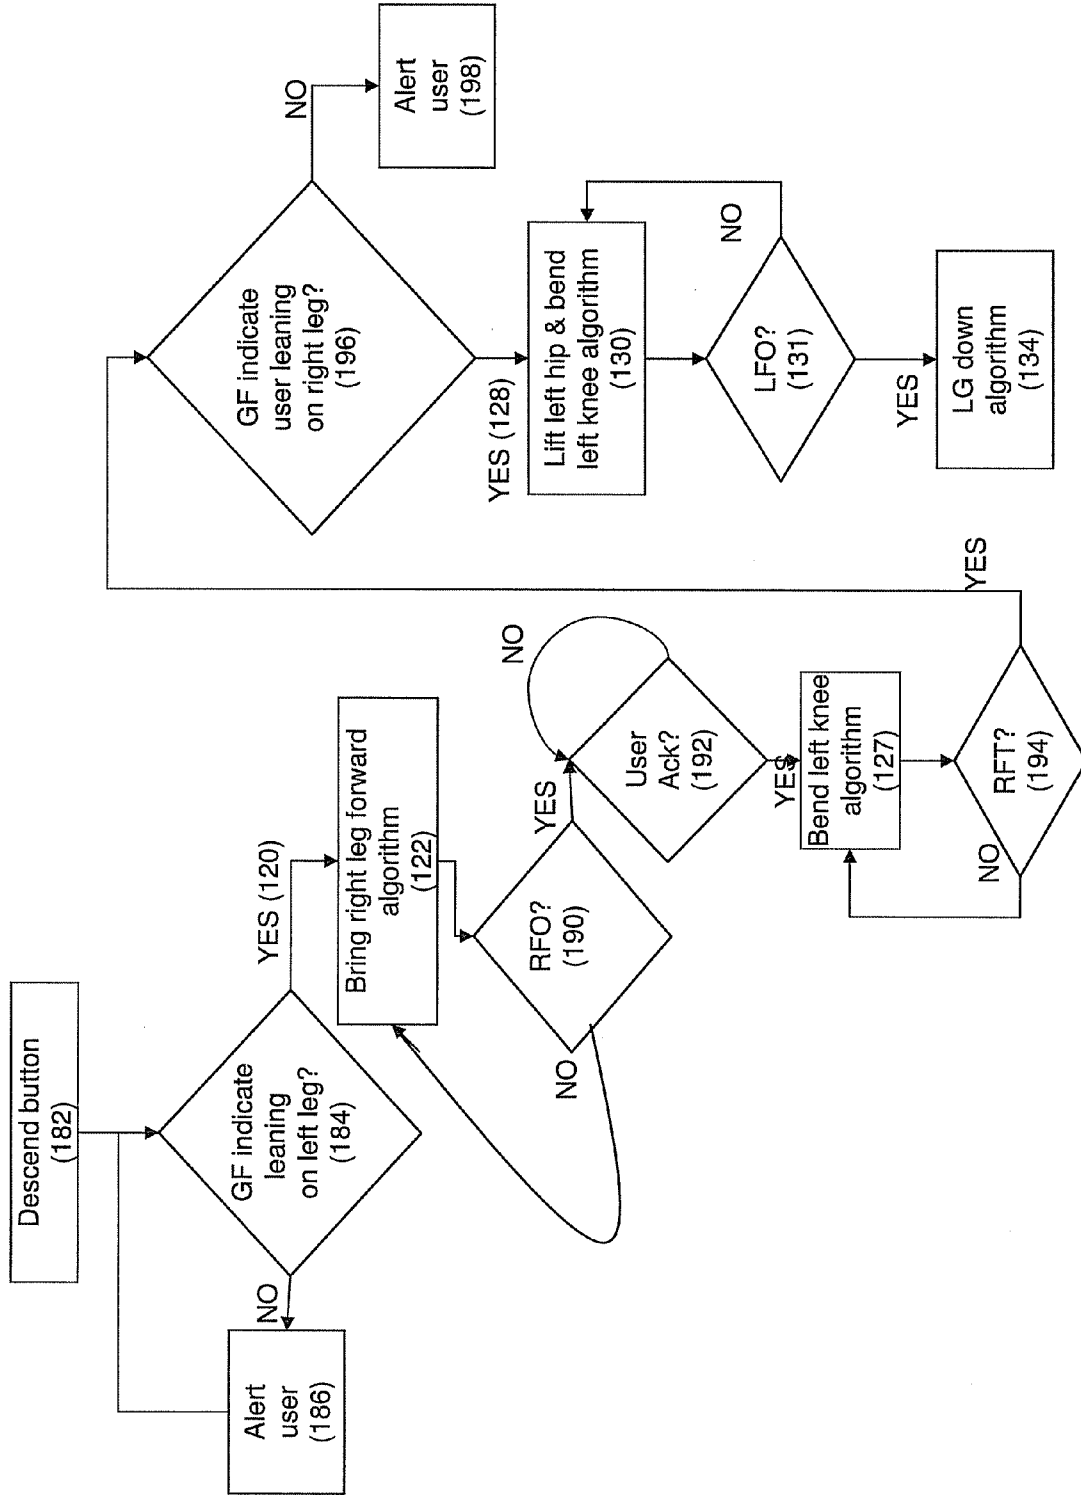 Descend button
(182)
GF indicate
leaning
on left leg?
(184)
NO
Alert
user
(186)
YES (120)
Bring right leg forward
algorithm
(122)
RFO?
(190)
NO
YES
User
Ack?
(192)
NO
YES
Bend left knee
algorithm
(127)
RFT?
(194)
NO
YES
GF indicate
user leaning
on right leg?
(196)
NO
Alert
user
(198)
YES (128)
Lift left hip & bend
left knee algorithm
(130)
LFO?
(131)
NO
YES
LG down
algorithm
(134)